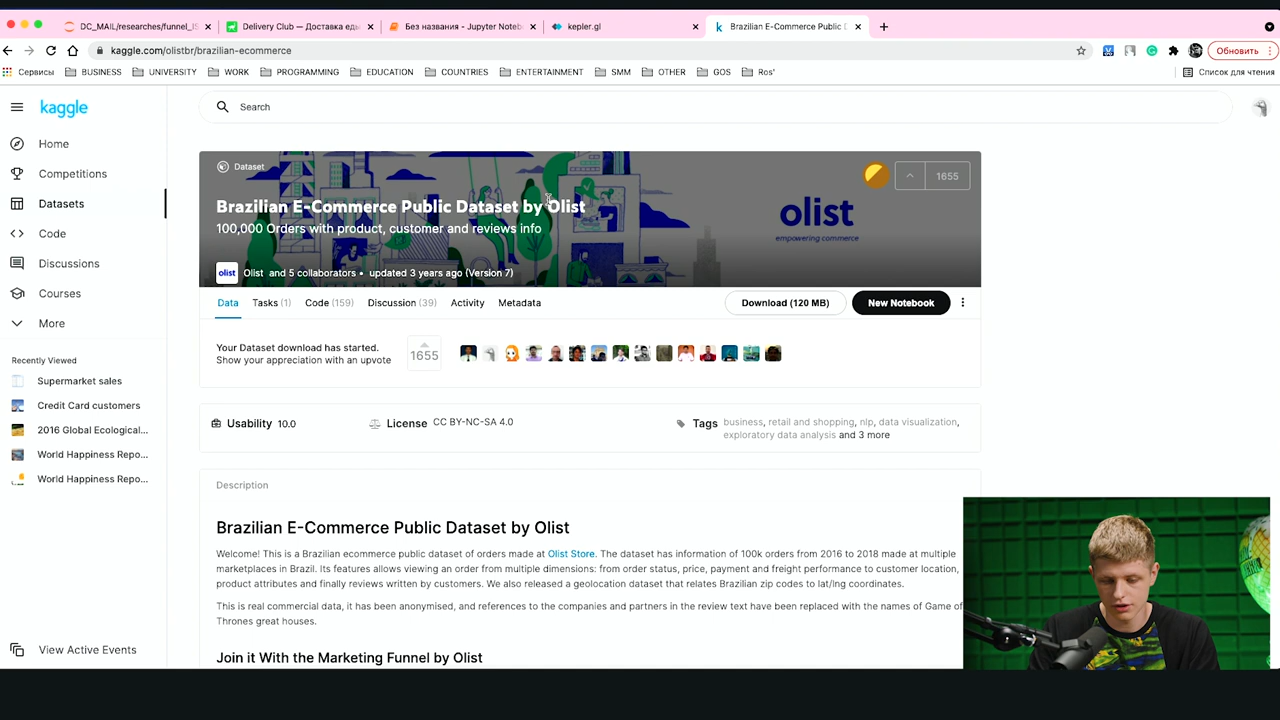 DC_MAIL/researches/funnel_IS
Delivery Club — Доставка еды
Без названия - Jupyter Noteb
kepler.gl
Brazilian E-Commerce Public D
kaggle.com/olistbr/brazilian-ecommerce
Обновить
Сервисы
BUSINESS
UNIVERSITY
WORK
PROGRAMMING
EDUCATION
COUNTRIES
ENTERTAINMENT
SMM
OTHER
GOS
Ros'
Список для чтения
kaggle
Search
Home
Competitions
Datasets
Code
Discussions
Courses
More
Recently Viewed
Supermarket sales
Credit Card customers
2016 Global Ecological...
World Happiness Repo...
World Happiness Repo...
View Active Events
Dataset
1655
Brazilian E-Commerce Public Dataset by Olist
100,000 Orders with product, customer and reviews info
olist
empowering commerce
olist
Olist and 5 collaborators • updated 3 years ago (Version 7)
Data
Tasks (1)
Code (159)
Discussion (39)
Activity
Metadata
Download (120 MB)
New Notebook
Your Dataset download has started.
Show your appreciation with an upvote
1655
Usability 10.0
License CC BY-NC-SA 4.0
Tags business, retail and shopping, nlp, data visualization,
exploratory data analysis and 3 more
Description
Brazilian E-Commerce Public Dataset by Olist
Welcome! This is a Brazilian ecommerce public dataset of orders made at Olist Store. The dataset has information of 100k orders from 2016 to 2018 made at multiple
marketplaces in Brazil. Its features allows viewing an order from multiple dimensions: from order status, price, payment and freight performance to customer location,
product attributes and finally reviews written by customers. We also released a geolocation dataset that relates Brazilian zip codes to lat/lng coordinates.
This is real commercial data, it has been anonymised, and references to the companies and partners in the review text have been replaced with the names of Game of
Thrones great houses.
Join it With the Marketing Funnel by Olist